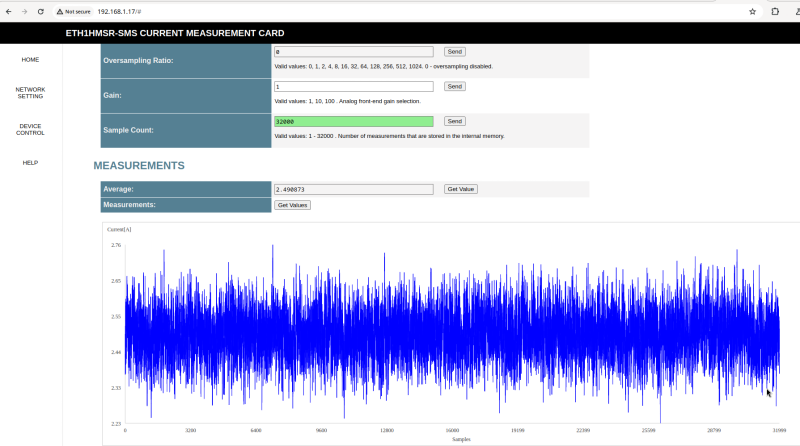 Not secure 192.168.1.17/#
ETH1HMSR-SMS CURRENT MEASUREMENT CARD
HOME
NETWORK
SETTING
DEVICE
CONTROL
HELP
Oversampling Ratio:
0
Send
Valid values: 0, 1, 2, 4, 8, 16, 32, 64, 128, 256, 512, 1024. 0 - oversampling disabled.
Gain:
1
Send
Valid values: 1, 10, 100 . Analog front-end gain selection.
Sample Count:
32000
Send
Valid values: 1 - 32000 . Number of measurements that are stored in the internal memory.
MEASUREMENTS
Average:
2.490873
Get Value
Measurements:
Get Values
Current[A]
2.76
2.65
2.55
2.44
2.33
2.23
0 3200 6400 9600 12800 16000 19199 22399 25599 28799 31999
Samples